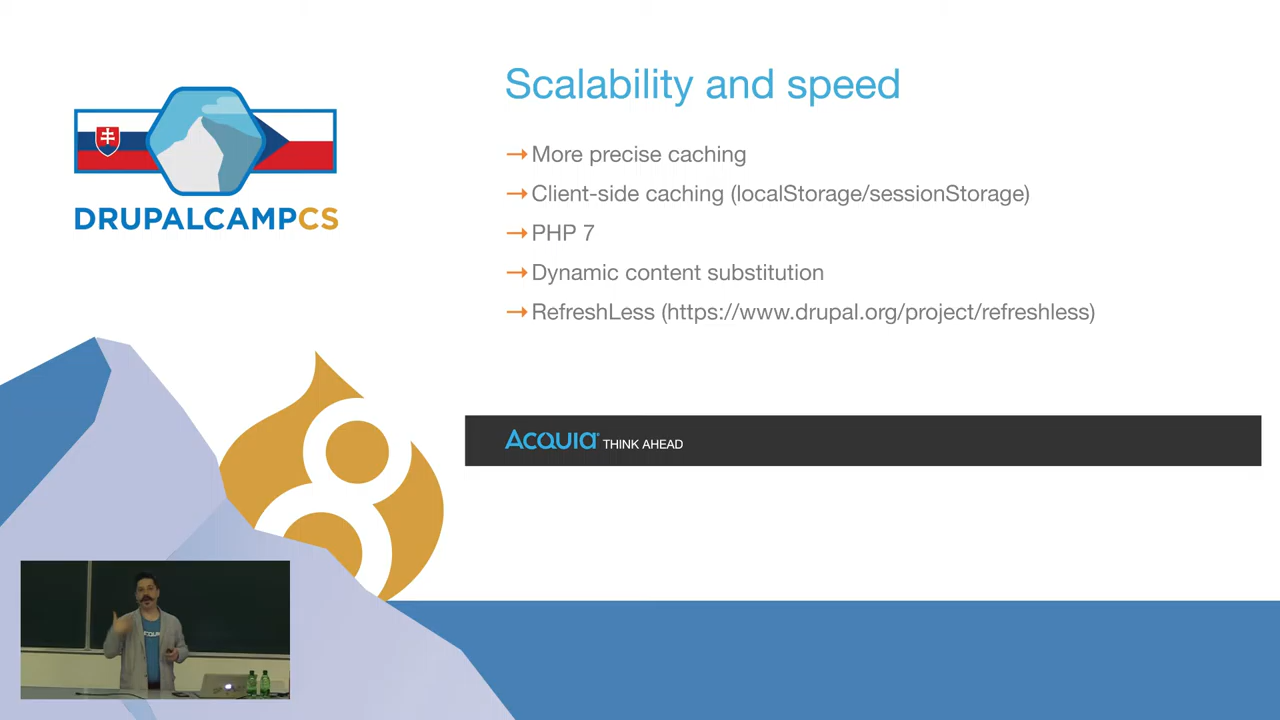 DRUPALCAMPCS
Scalability and speed
→More precise caching
→Client-side caching (localStorage/sessionStorage)
→PHP 7
→Dynamic content substitution
→RefreshLess (https://www.drupal.org/project/refreshless)
ACQUIA® THINK AHEAD
8